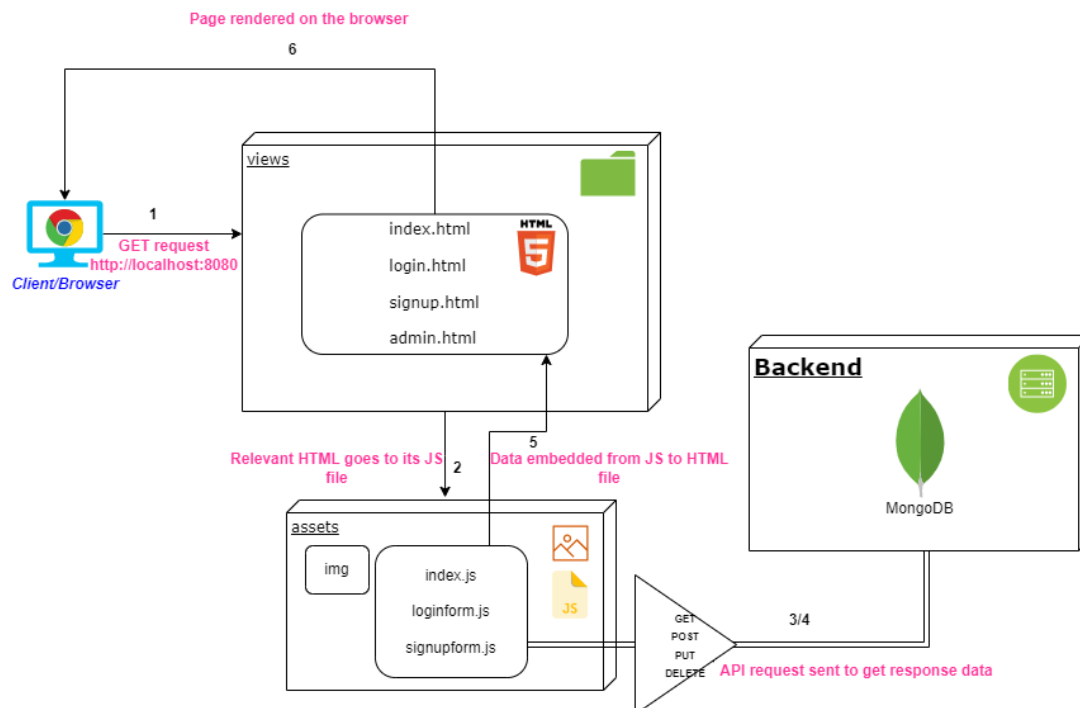 Page rendered on the browser
6
views
HTML
5
index.html
login.html
signup.html
admin.html
1
GET request
http://localhost:8080
Client/Browser
Backend
MongoDB
5
Relevant HTML goes to its JS
file
2
Data embedded from JS to HTML
file
assets
img
index.js
loginform.js
signupform.js
JS
GET
POST
PUT
DELETE
3/4
API request sent to get response data